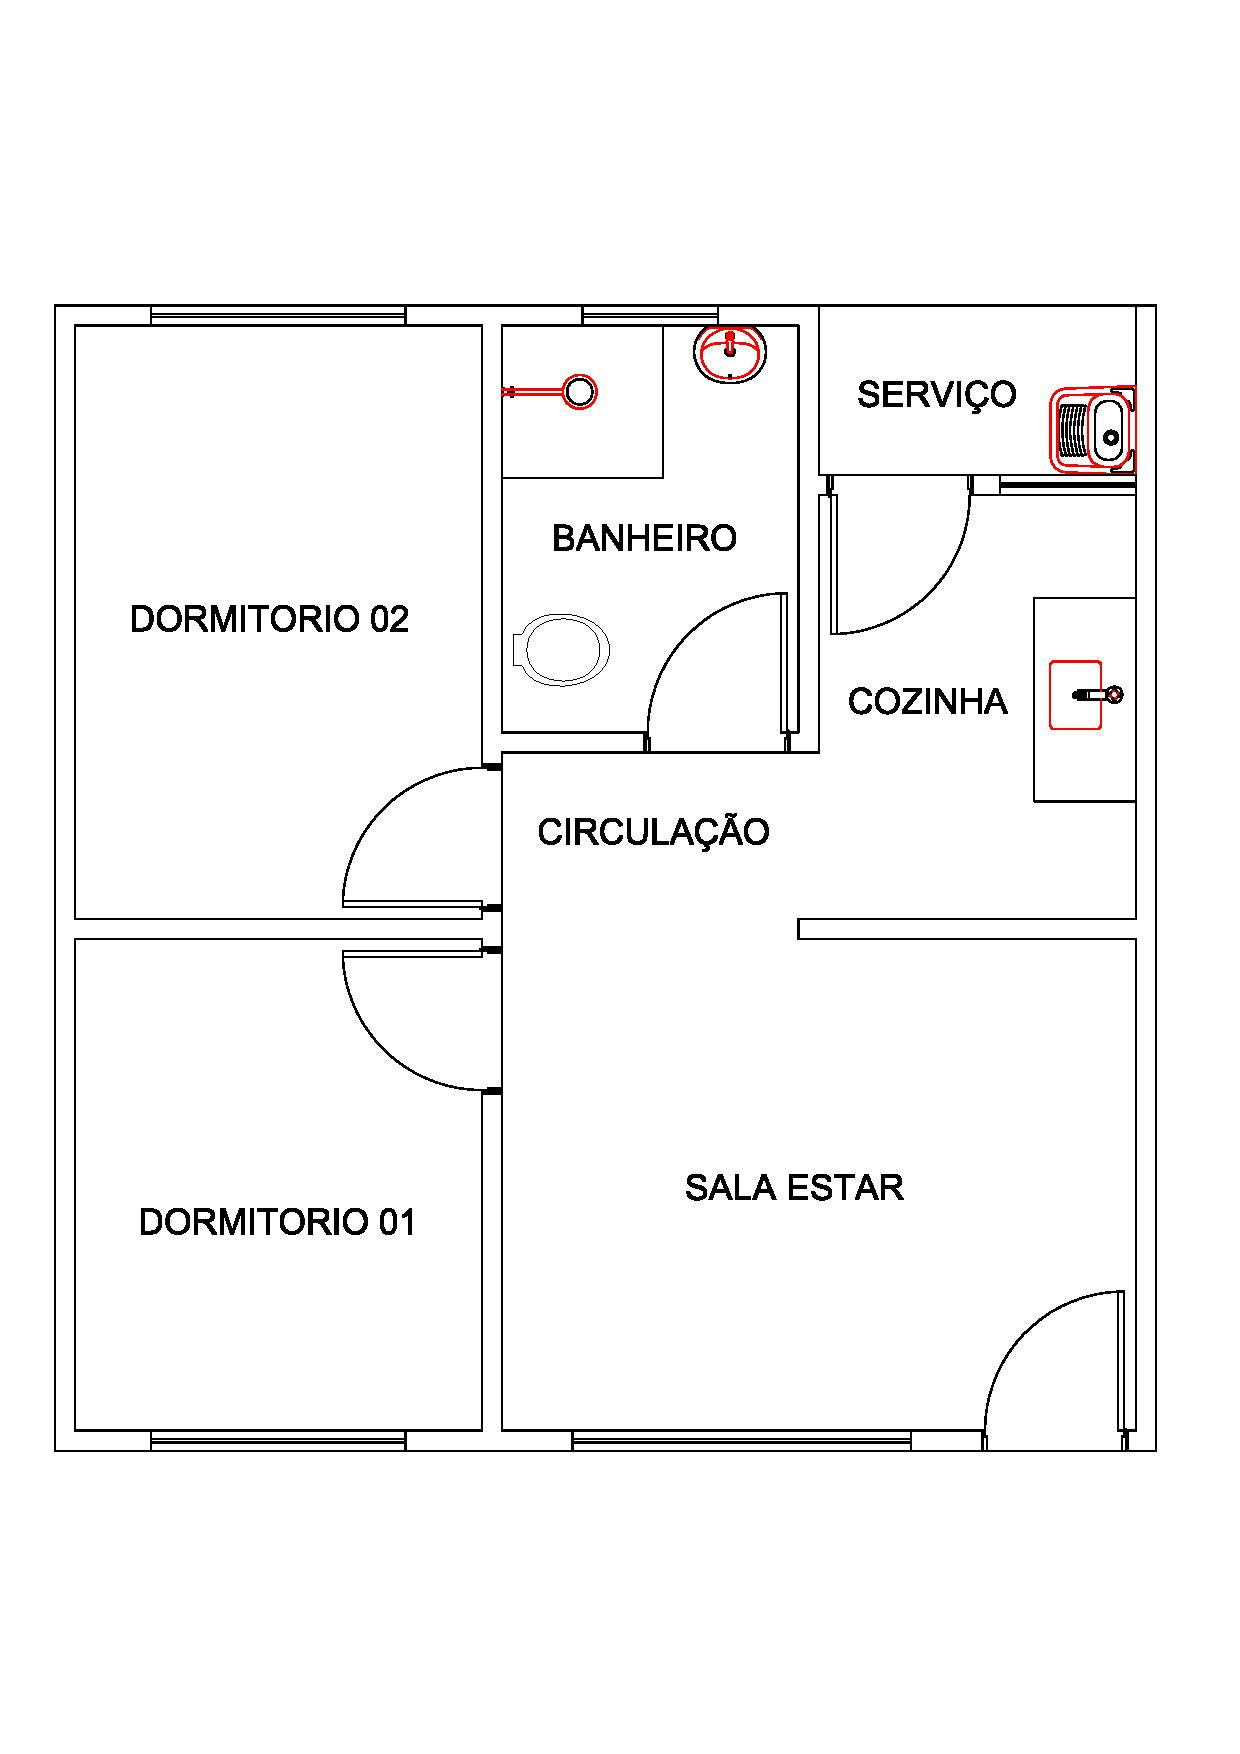 SERVIÇO
BANHEIRO
DORMITORIO 02
COZINHA
CIRCULAÇÃO
SALA ESTAR
DORMITORIO 01